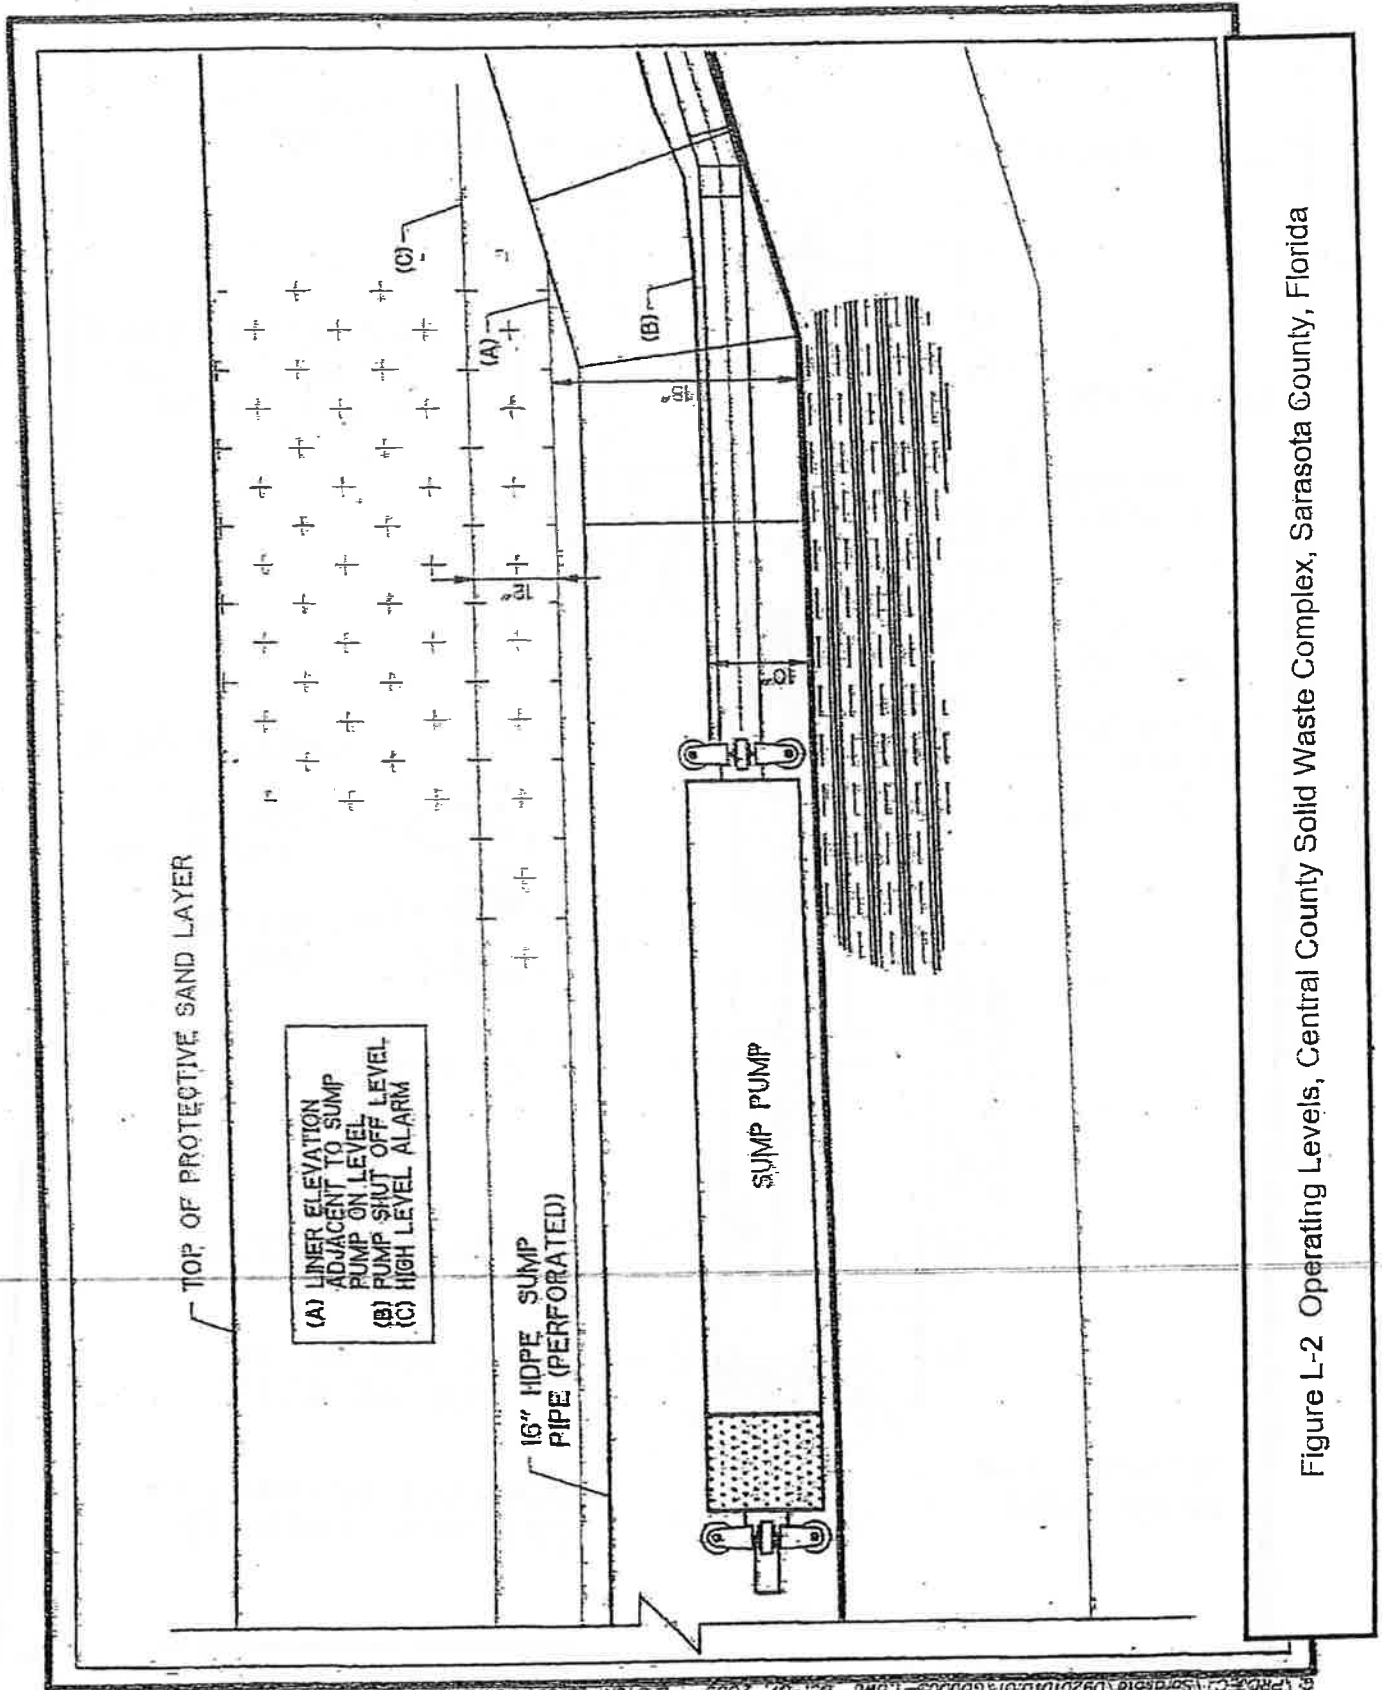 TOP OF PROTECTIVE SAND LAYER
(A) LINER ELEVATION
ADJACENT TO SUMP
PUMP ON LEVEL
(B) PUMP SHUT OFF LEVEL
(C) HIGH LEVEL ALARM
16" HDPE SUMP
PIPE (PERFORATED)
SUMP PUMP
(A)
(B)
(C)
18"
Figure L-2 Operating Levels, Central County Solid Waste Complex, Sarasota County, Florida